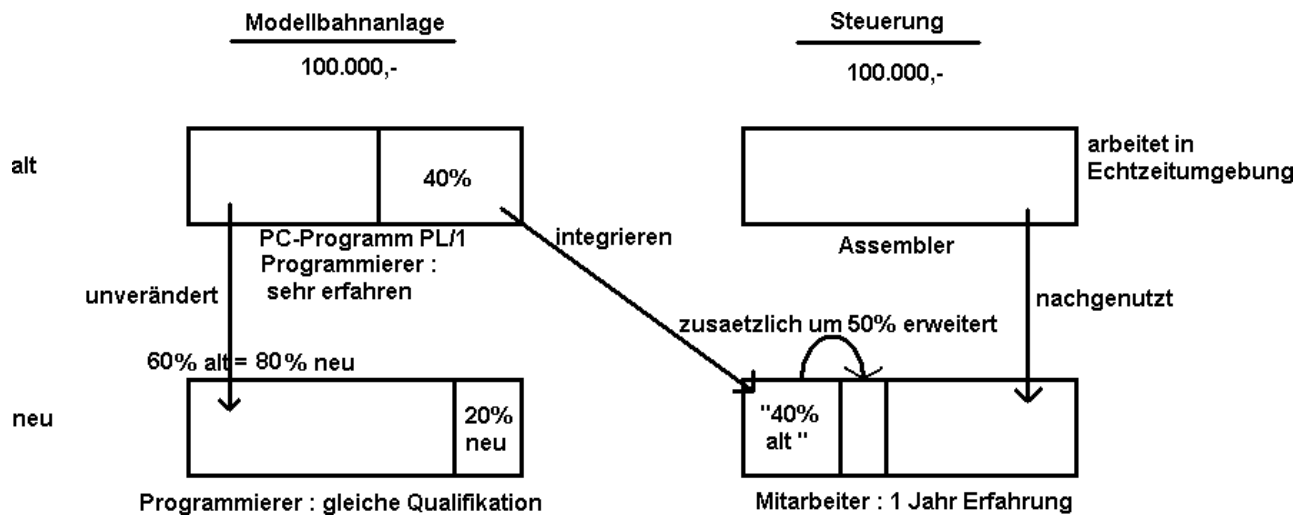 Modellbahnanlage
100.000,-
Steuerung
100.000,-
alt
40%
arbeitet in
Echtzeitumgebung
PC-Programm PL/1
Programmierer :
sehr erfahren
integrieren
Assembler
unverändert
nachgenutzt
zusaetzlich um 50% erweitert
60% alt = 80% neu
neu
20%
neu
"40%
alt "
Programmierer : gleiche Qualifikation
Mitarbeiter : 1 Jahr Erfahrung